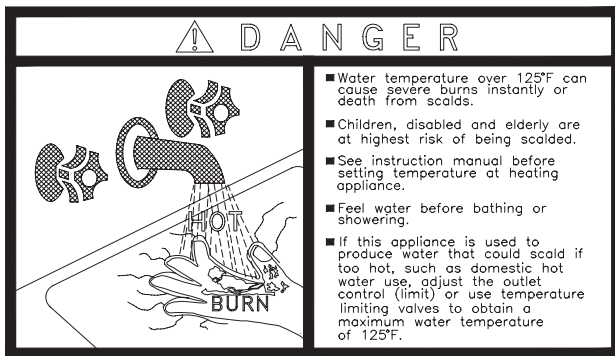 DANGER
HOT
BURN
Water temperature over 125°F can
cause severe burns instantly or
death from scalds.
Children, disabled and elderly are
at highest risk of being scalded.
See instruction manual before
setting temperature at heating
appliance.
Feel water before bathing or
showering.
If this appliance is used to
produce water that could scald if
too hot, such as domestic hot
water use, adjust the outlet
control (limit) or use temperature
limiting valves to obtain a
maximum water temperature
of 125°F.